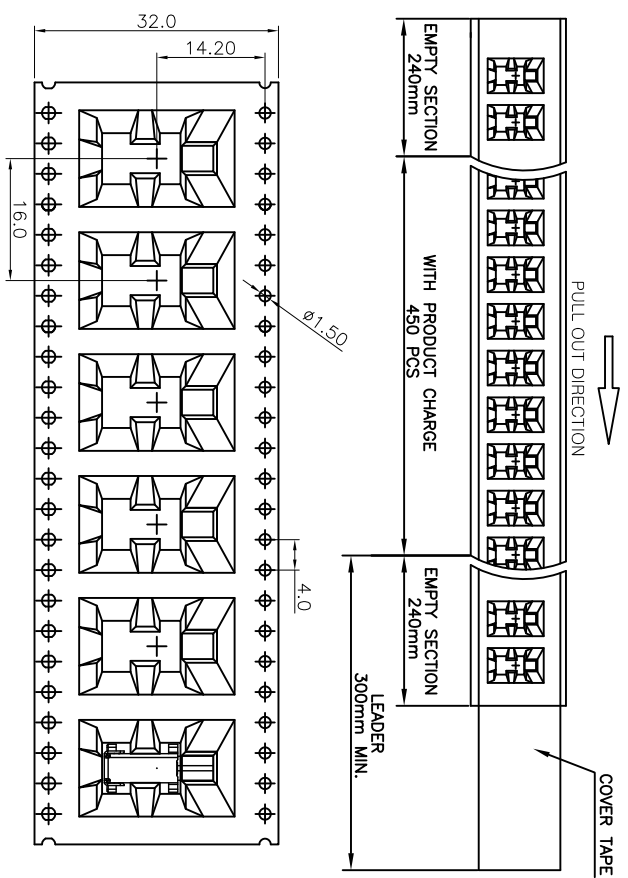 32.0
14.20
16.0
ø1.50
4.0
EMPTY SECTION
240mm
WITH PRODUCT CHARGE
450 PCS
EMPTY SECTION
240mm
LEADER
300mm MIN.
PULL OUT DIRECTION
COVER TAPE